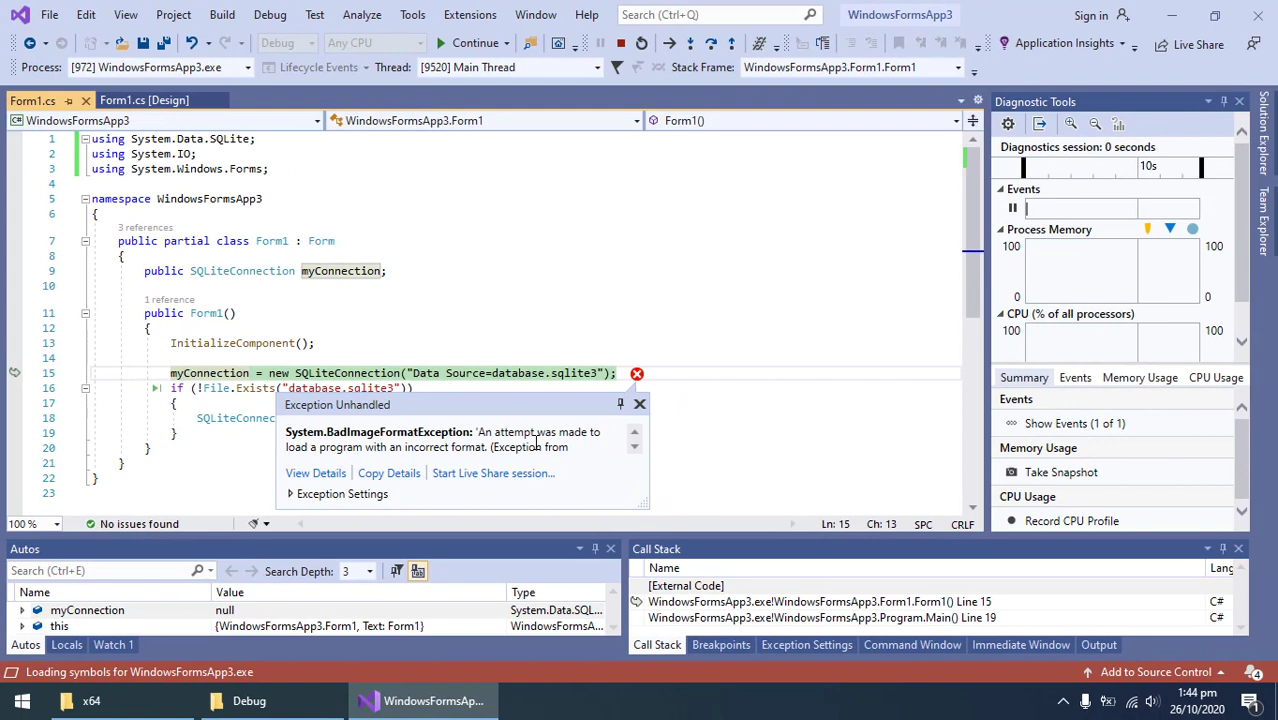 File Edit View Project Build Debug Test Analyze Tools Extensions Window Help Search (Ctrl+Q) WindowsFormsApp3 Sign in
Debug Any CPU Continue Application Insights Live Share
Process: [972] WindowsFormsApp3.exe Lifecycle Events Thread: [9520] Main Thread Stack Frame: WindowsFormsApp3.Form1.Form1
Form1.cs Form1.cs [Design]
WindowsFormsApp3 WindowsFormsApp3.Form1 Form1()
1 using System.Data.SQLite;
2 using System.IO;
3 using System.Windows.Forms;
4
5 namespace WindowsFormsApp3
6 {
3 references
7 public partial class Form1 : Form
8 {
9 public SQLiteConnection myConnection;
10
1 reference
11 public Form1()
12 {
13 InitializeComponent();
14
15 myConnection = new SQLiteConnection("Data Source=database.sqlite3");
16 if (!File.Exists("database.sqlite3"))
17 {
18 SQLiteConnec
19 }
20 }
21 }
22 }
23
Exception Unhandled
System.BadImageFormatException: 'An attempt was made to
load a program with an incorrect format. (Exception from
View Details Copy Details Start Live Share session...
Exception Settings
100 % No issues found Ln: 15 Ch: 13 SPC CRLF
Diagnostic Tools
Diagnostics session: 0 seconds
10s
Events
Process Memory
100 100
0 0
CPU (% of all processors)
100 100
Summary Events Memory Usage CPU Usage
Events
Show Events (1 of 1)
Memory Usage
Take Snapshot
CPU Usage
Record CPU Profile
Solution Explorer
Team Explorer
Autos
Search (Ctrl+E) Search Depth: 3
Name Value Type
myConnection null System.Data.SQL...
this {WindowsFormsApp3.Form1, Text: Form1} WindowsFormsA...
Autos Locals Watch 1
Call Stack
Name Lang
[External Code]
WindowsFormsApp3.exe!WindowsFormsApp3.Form1.Form1() Line 15 C#
WindowsFormsApp3.exe!WindowsFormsApp3.Program.Main() Line 19 C#
Call Stack Breakpoints Exception Settings Command Window Immediate Window Output
Loading symbols for WindowsFormsApp3.exe Add to Source Control 4
x64 Debug WindowsFormsAp... 1:44 pm
26/10/2020 1